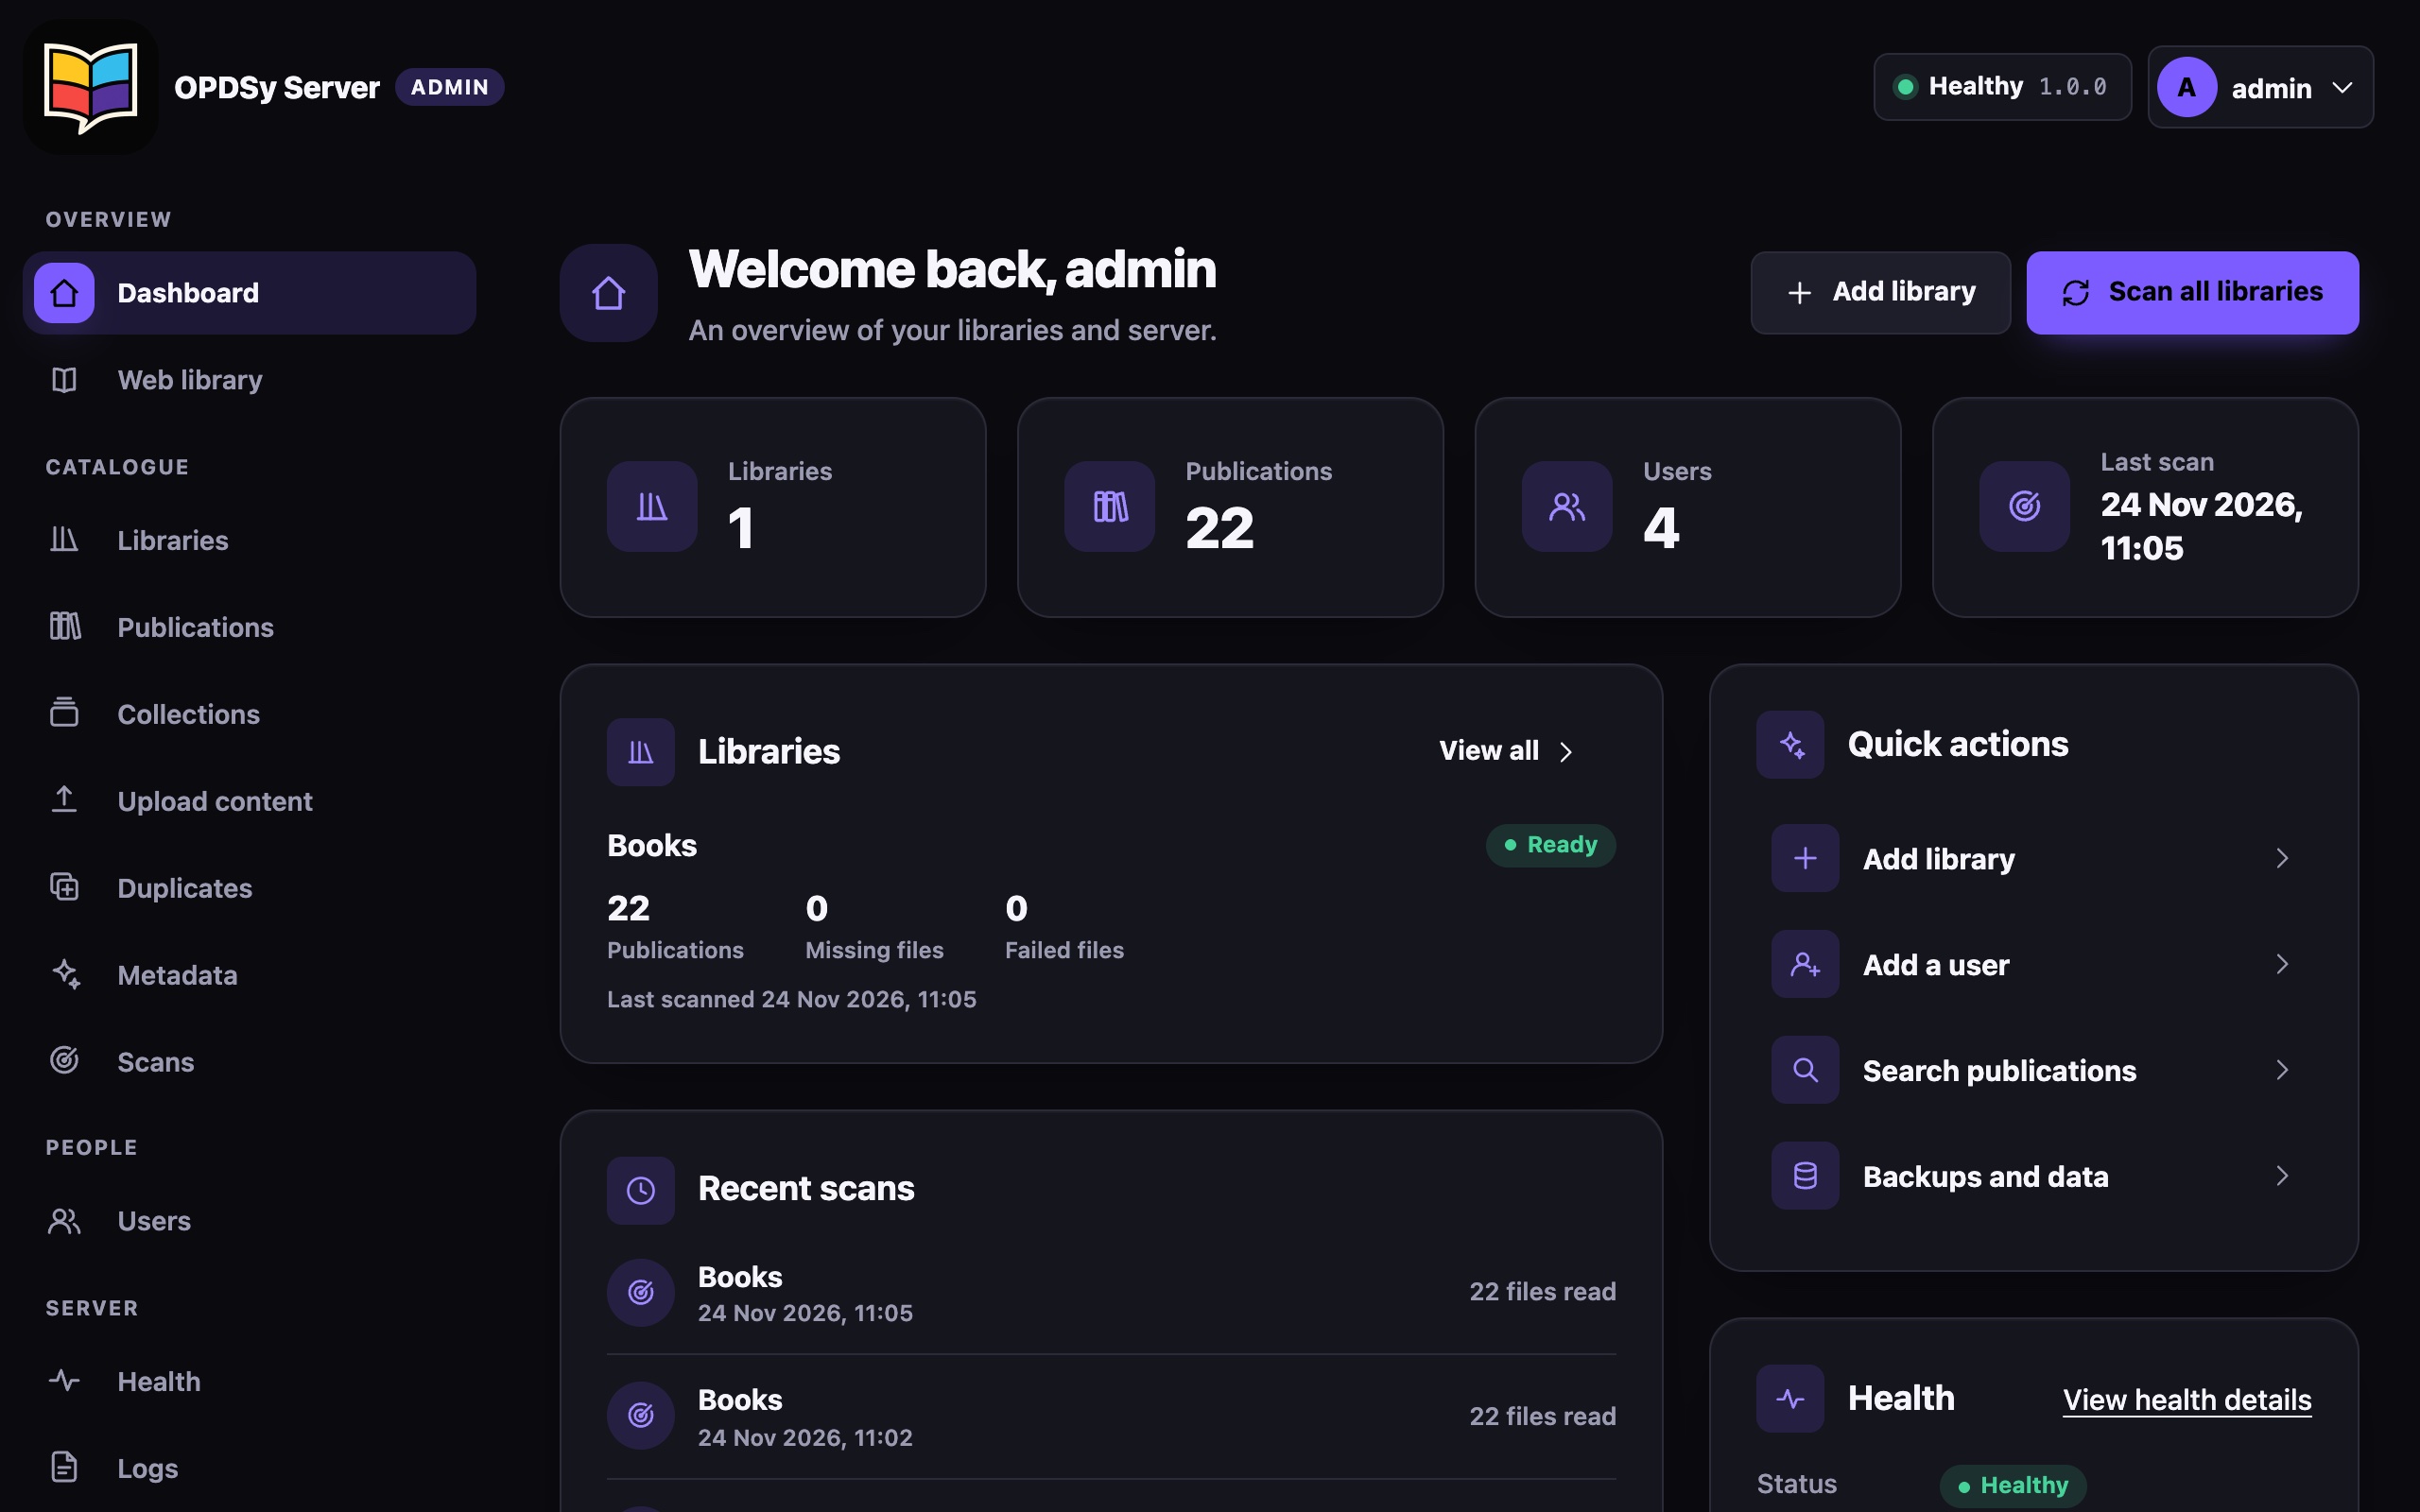 OPDSy Server ADMIN
Healthy 1.0.0
A admin
OVERVIEW
Dashboard
Web library
CATALOGUE
Libraries
Publications
Collections
Upload content
Duplicates
Metadata
Scans
PEOPLE
Users
SERVER
Health
Logs
Welcome back, admin
An overview of your libraries and server.
Add library
Scan all libraries
Libraries
1
Publications
22
Users
4
Last scan
24 Nov 2026,
11:05
Libraries
View all
Books
Ready
22 0 0
Publications Missing files Failed files
Last scanned 24 Nov 2026, 11:05
Recent scans
Books
24 Nov 2026, 11:05
22 files read
Books
24 Nov 2026, 11:02
22 files read
Quick actions
Add library
Add a user
Search publications
Backups and data
Health
View health details
Status Healthy